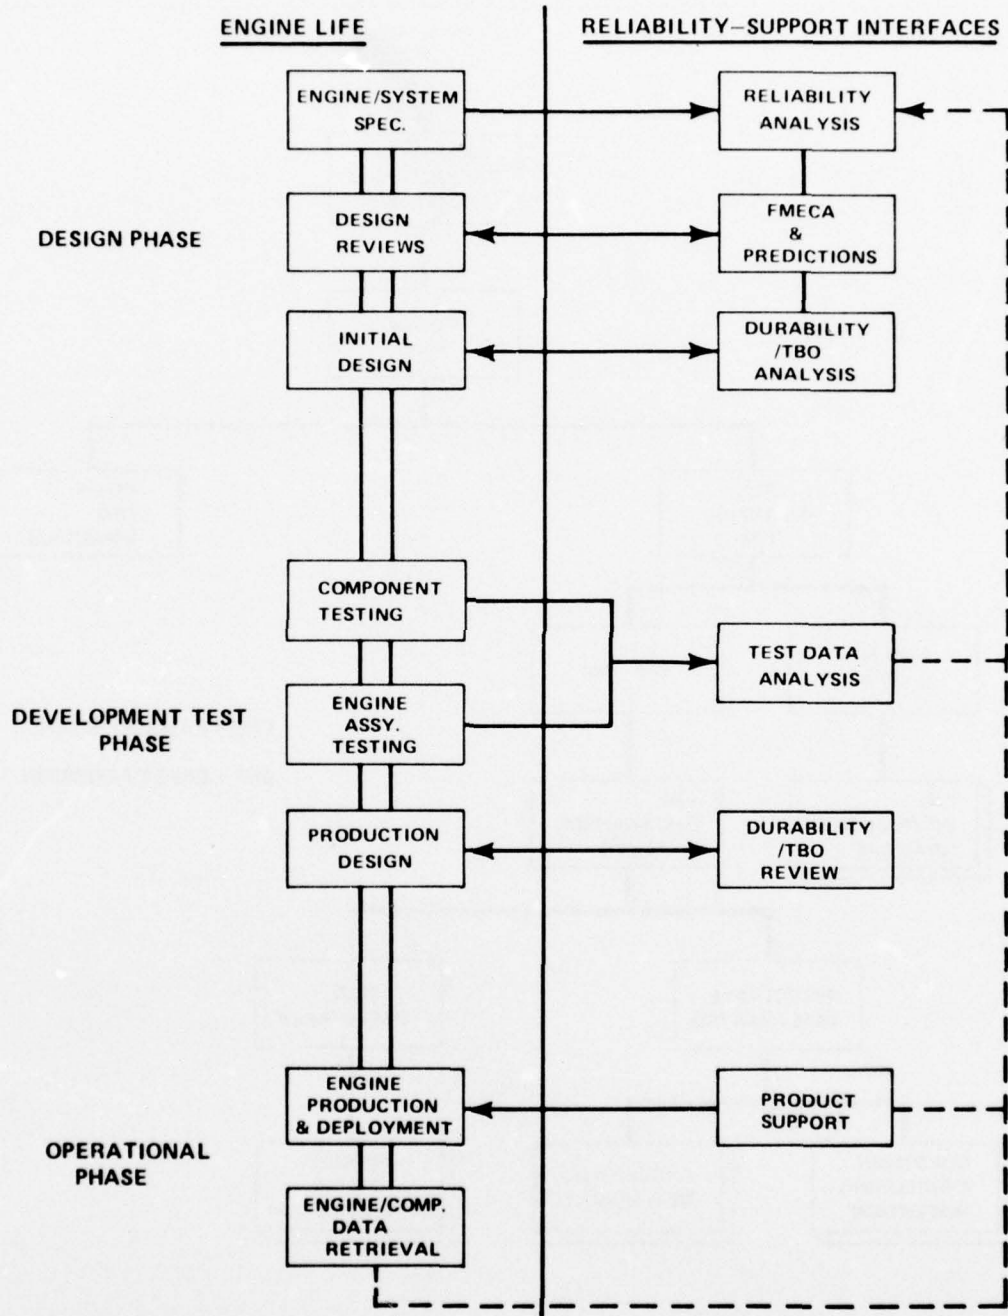 ENGINE LIFE
RELIABILITY–SUPPORT INTERFACES
DESIGN PHASE
ENGINE/SYSTEM
SPEC.
RELIABILITY
ANALYSIS
DESIGN
REVIEWS
FMECA
&
PREDICTIONS
INITIAL
DESIGN
DURABILITY
/TBO
ANALYSIS
DEVELOPMENT TEST
PHASE
COMPONENT
TESTING
ENGINE
ASSY.
TESTING
TEST DATA
ANALYSIS
PRODUCTION
DESIGN
DURABILITY
/TBO
REVIEW
OPERATIONAL
PHASE
ENGINE
PRODUCTION
& DEPLOYMENT
PRODUCT
SUPPORT
ENGINE/COMP.
DATA
RETRIEVAL